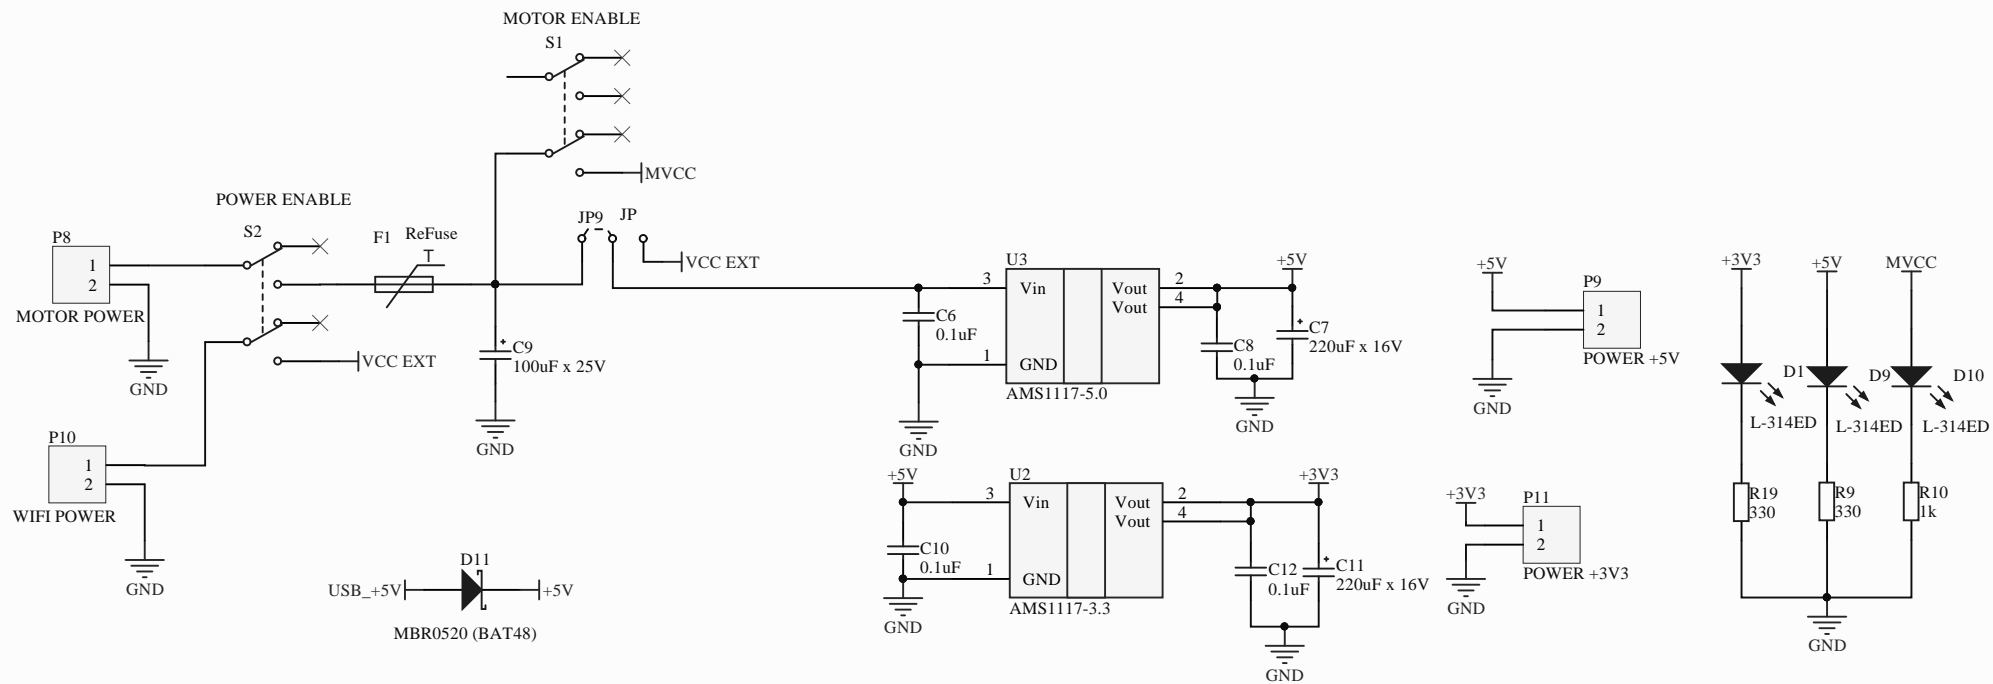 MOTOR ENABLE
S1
MVCC
POWER ENABLE
S2
P8
1
2
MOTOR POWER
GND
F1
ReFuse
T
JP9
JP
VCC EXT
VCC EXT
+
C9
100uF x 25V
GND
P10
1
2
WIFI POWER
GND
D11
USB_+5V
+5V
MBR0520 (BAT48)
U3
3
Vin
Vout
2
Vout
4
1
GND
AMS1117-5.0
C6
0.1uF
GND
+5V
C8
0.1uF
+
C7
220uF x 16V
GND
+5V
U2
3
Vin
Vout
2
Vout
4
1
GND
AMS1117-3.3
C10
0.1uF
GND
+3V3
C12
0.1uF
+
C11
220uF x 16V
GND
+5V
P9
1
2
POWER +5V
GND
+3V3
P11
1
2
POWER +3V3
GND
+3V3
+5V
MVCC
D1
D9
D10
L-314ED
L-314ED
L-314ED
R19
330
R9
330
R10
1k
GND